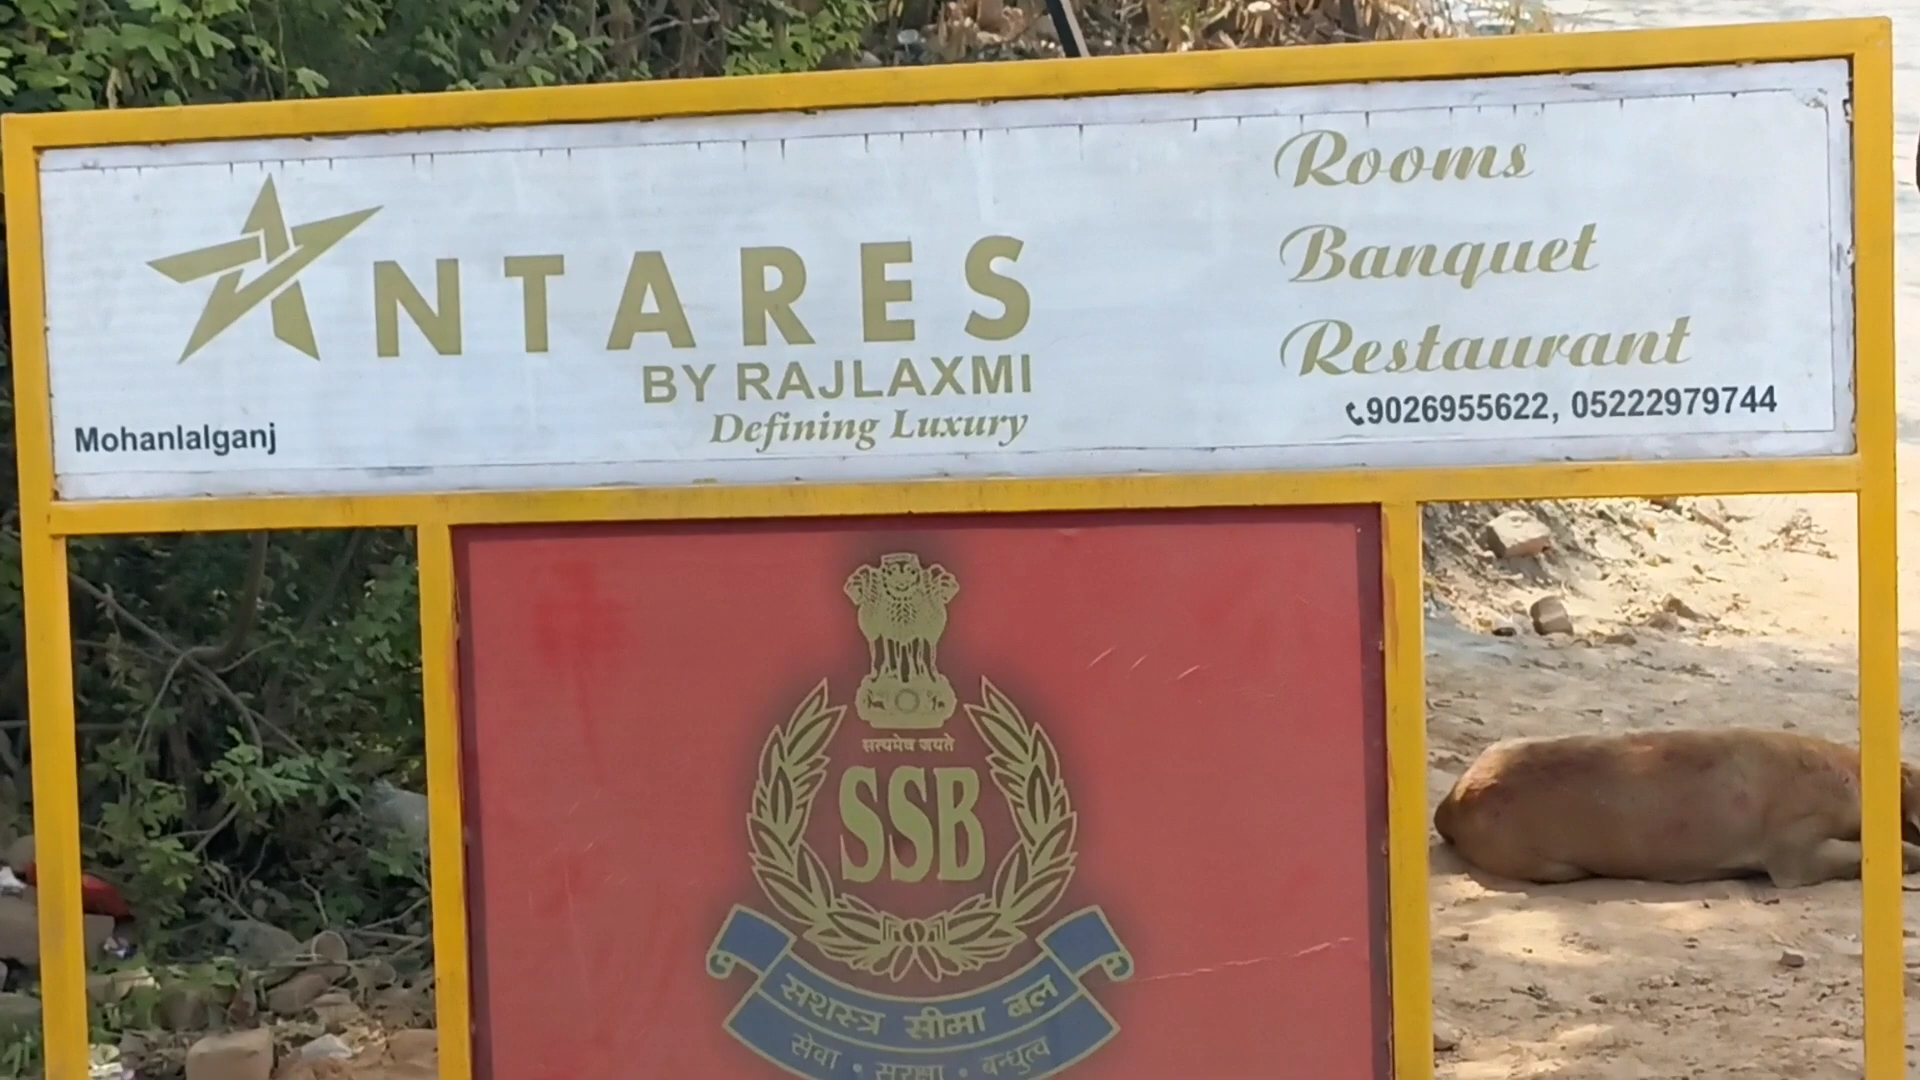 ANTARES
BY RAJLAXMI
Defining Luxury
Mohanlalganj
Rooms
Banquet
Restaurant
9026955622, 05222979744
सत्यमेव जयते
SSB
सशस्त्र सीमा बल
सेवा • सुरक्षा • बन्धुत्व